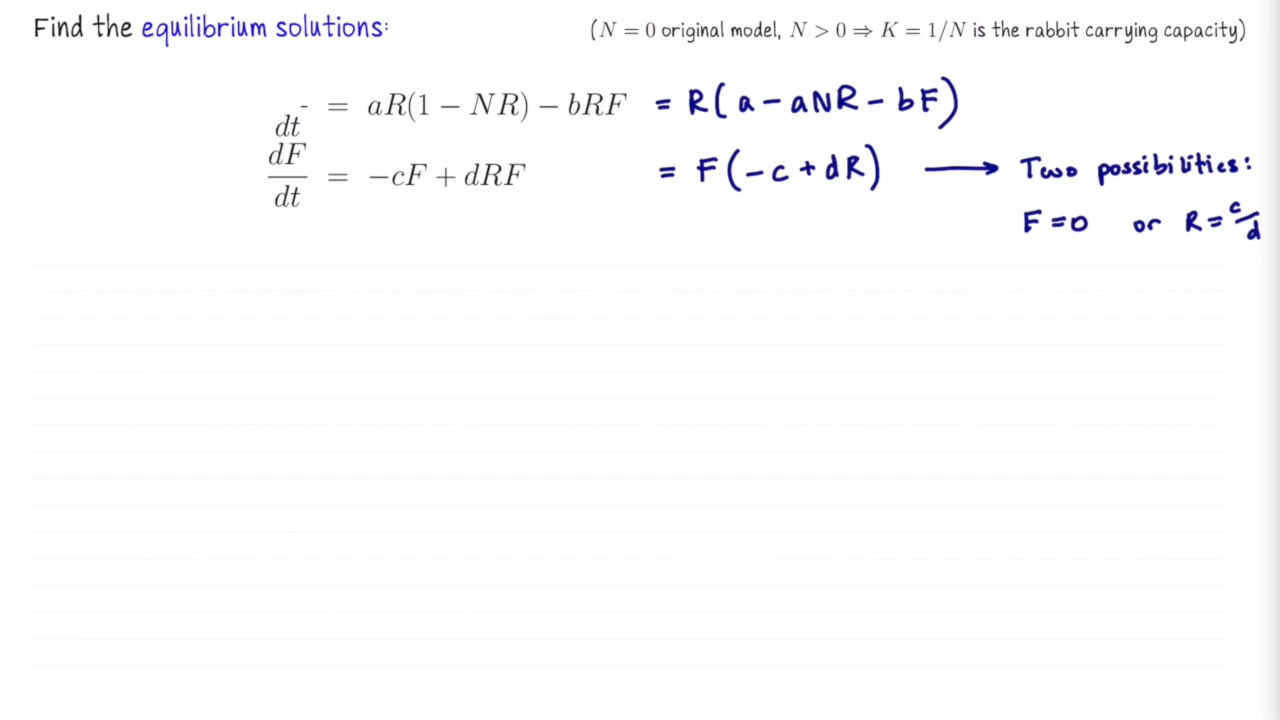 Find the equilibrium solutions: (N = 0 original model, N > 0 ⇒ K = 1/N is the rabbit carrying capacity)
dt = aR(1 − NR) − bRF = R(a − aNR − bF)
dF/dt = −cF + dRF = F(−c + dR) → Two possibilities:
F = 0 or R = c/d